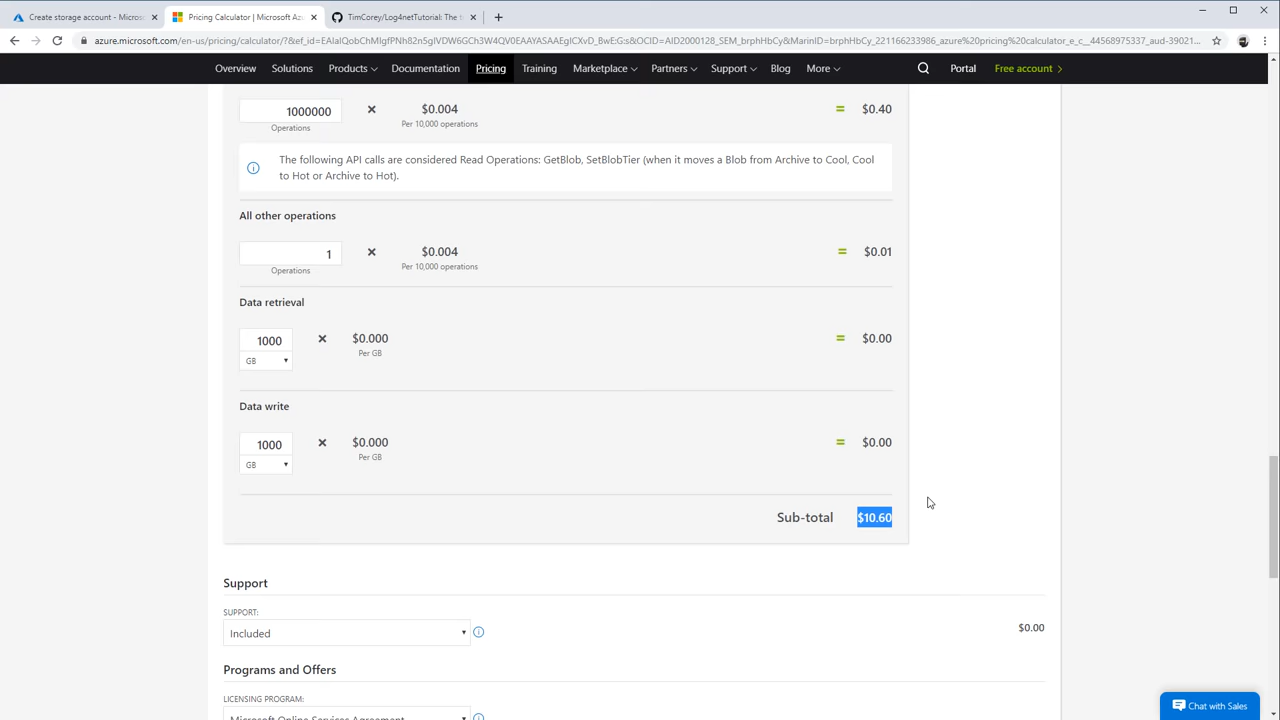 Create storage account - Microso
Pricing Calculator | Microsoft Az
TimCorey/Log4netTutorial: The f
azure.microsoft.com/en-us/pricing/calculator/?&ef_id=EAIaIQobChMIgfPNh82n5gIVDWG3Ch3W4QV0EAAYASAAEgICXvD_BwE:G:s&OCID=AID2000128_SEM_brphHbCy&MarinID=brphHbCy_221166233986_azure%20pricing%20calculator_e_c__44568975337_aud-39021...
Overview Solutions Products Documentation Pricing Training Marketplace Partners Support Blog More Portal Free account
1000000 × $0.004 = $0.40
Operations Per 10,000 operations
The following API calls are considered Read Operations: GetBlob, SetBlobTier (when it moves a Blob from Archive to Cool, Cool
to Hot or Archive to Hot).
All other operations
1 × $0.004 = $0.01
Operations Per 10,000 operations
Data retrieval
1000 × $0.000 = $0.00
GB Per GB
Data write
1000 × $0.000 = $0.00
GB Per GB
Sub-total $10.60
Support
SUPPORT:
Included $0.00
Programs and Offers
LICENSING PROGRAM:
Microsoft Online Services Agreement
Chat with Sales